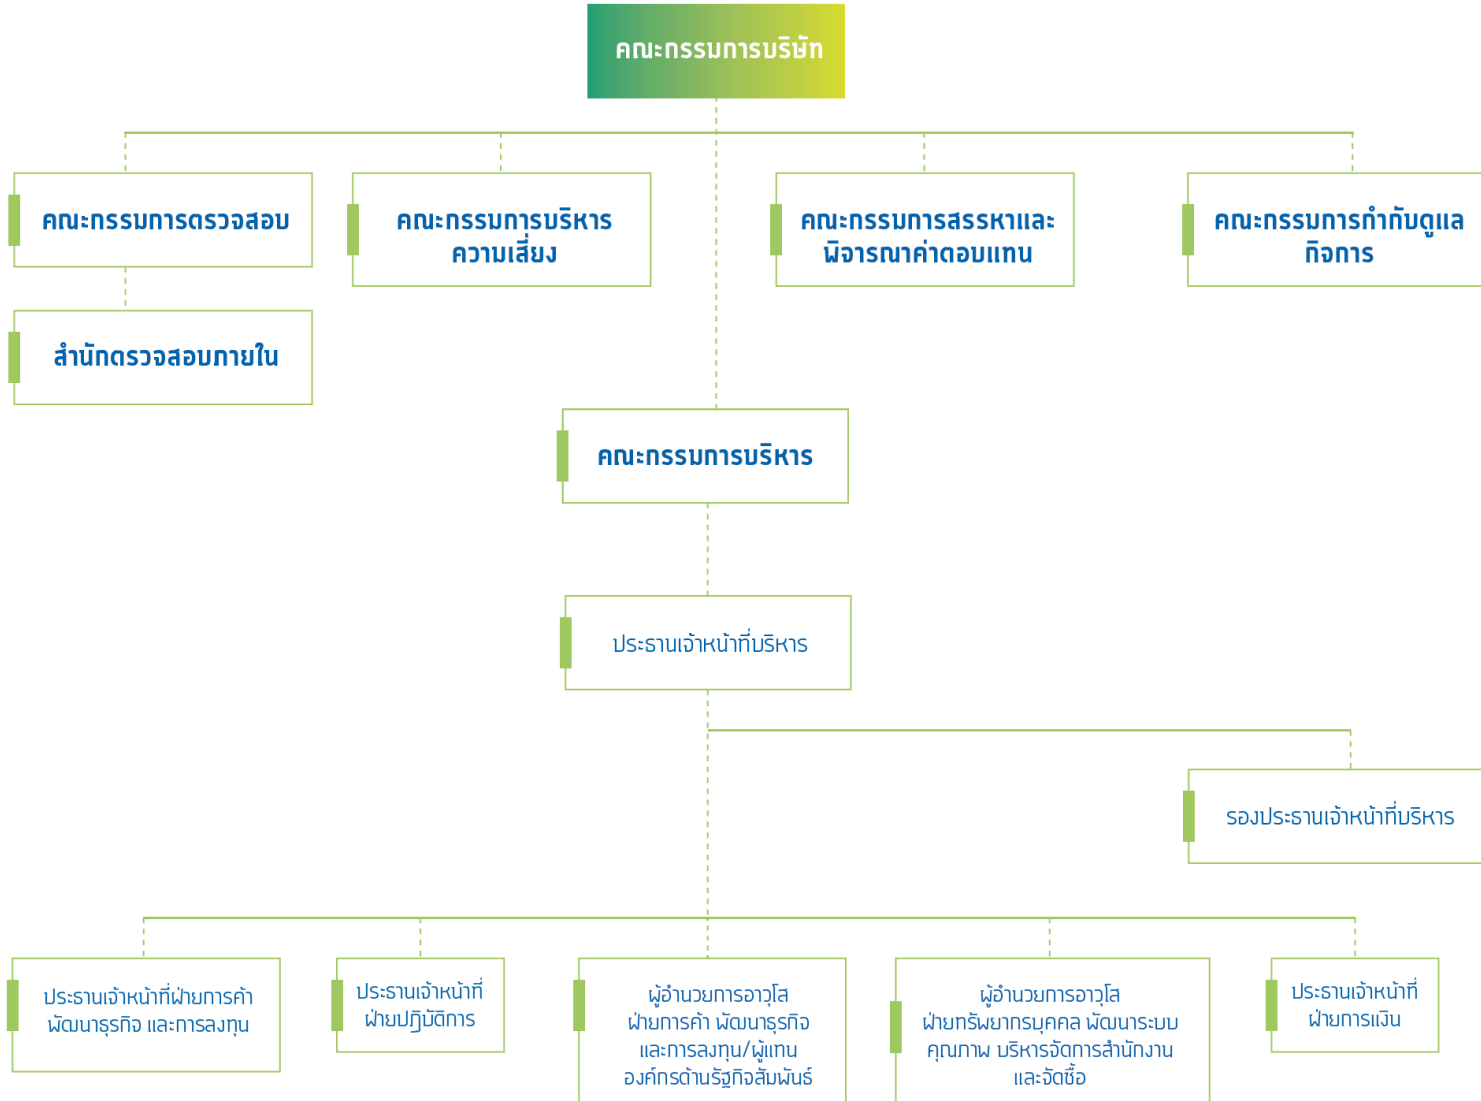 คณะกรรมการบริษัท
คณะกรรมการตรวจสอบ
คณะกรรมการบริหาร
ความเสี่ยง
คณะกรรมการสรรหาและ
พิจารณาค่าตอบแทน
คณะกรรมการกำกับดูแล
กิจการ
สำนักตรวจสอบภายใน
คณะกรรมการบริหาร
ประธานเจ้าหน้าที่บริหาร
รองประธานเจ้าหน้าที่บริหาร
ประธานเจ้าหน้าที่ฝ่ายการค้า
พัฒนาธุรกิจ และการลงทุน
ประธานเจ้าหน้าที่
ฝ่ายปฏิบัติการ
ผู้อำนวยการอาวุโส
ฝ่ายการค้า พัฒนาธุรกิจ
และการลงทุน/ผู้แทน
องค์กรด้านรัฐกิจสัมพันธ์
ผู้อำนวยการอาวุโส
ฝ่ายทรัพยากรบุคคล พัฒนาระบบ
คุณภาพ บริหารจัดการสำนักงาน
และจัดซื้อ
ประธานเจ้าหน้าที่
ฝ่ายการเงิน